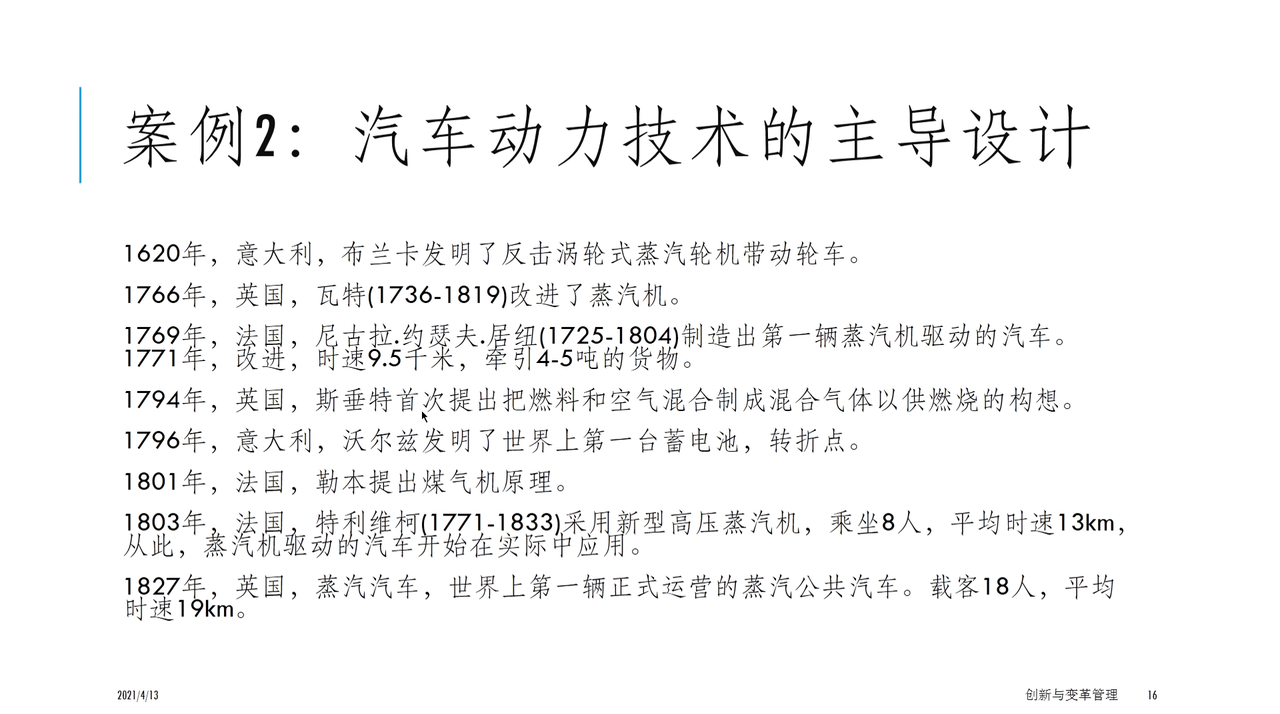 案例2：汽车动力技术的主导设计
1620年，意大利，布兰卡发明了反击涡轮式蒸汽轮机带动轮车。
1766年，英国，瓦特(1736-1819)改进了蒸汽机。
1769年，法国，尼古拉.约瑟夫.居纽(1725-1804)制造出第一辆蒸汽机驱动的汽车。
1771年，改进，时速9.5千米，牵引4-5吨的货物。
1794年，英国，斯垂特首次提出把燃料和空气混合制成混合气体以供燃烧的构想。
1796年，意大利，沃尔兹发明了世界上第一台蓄电池，转折点。
1801年，法国，勒本提出煤气机原理。
1803年，法国，特利维柯(1771-1833)采用新型高压蒸汽机，乘坐8人，平均时速13km，
从此，蒸汽机驱动的汽车开始在实际中应用。
1827年，英国，蒸汽汽车，世界上第一辆正式运营的蒸汽公共汽车。载客18人，平均
时速19km。
2021/4/13
创新与变革管理
16